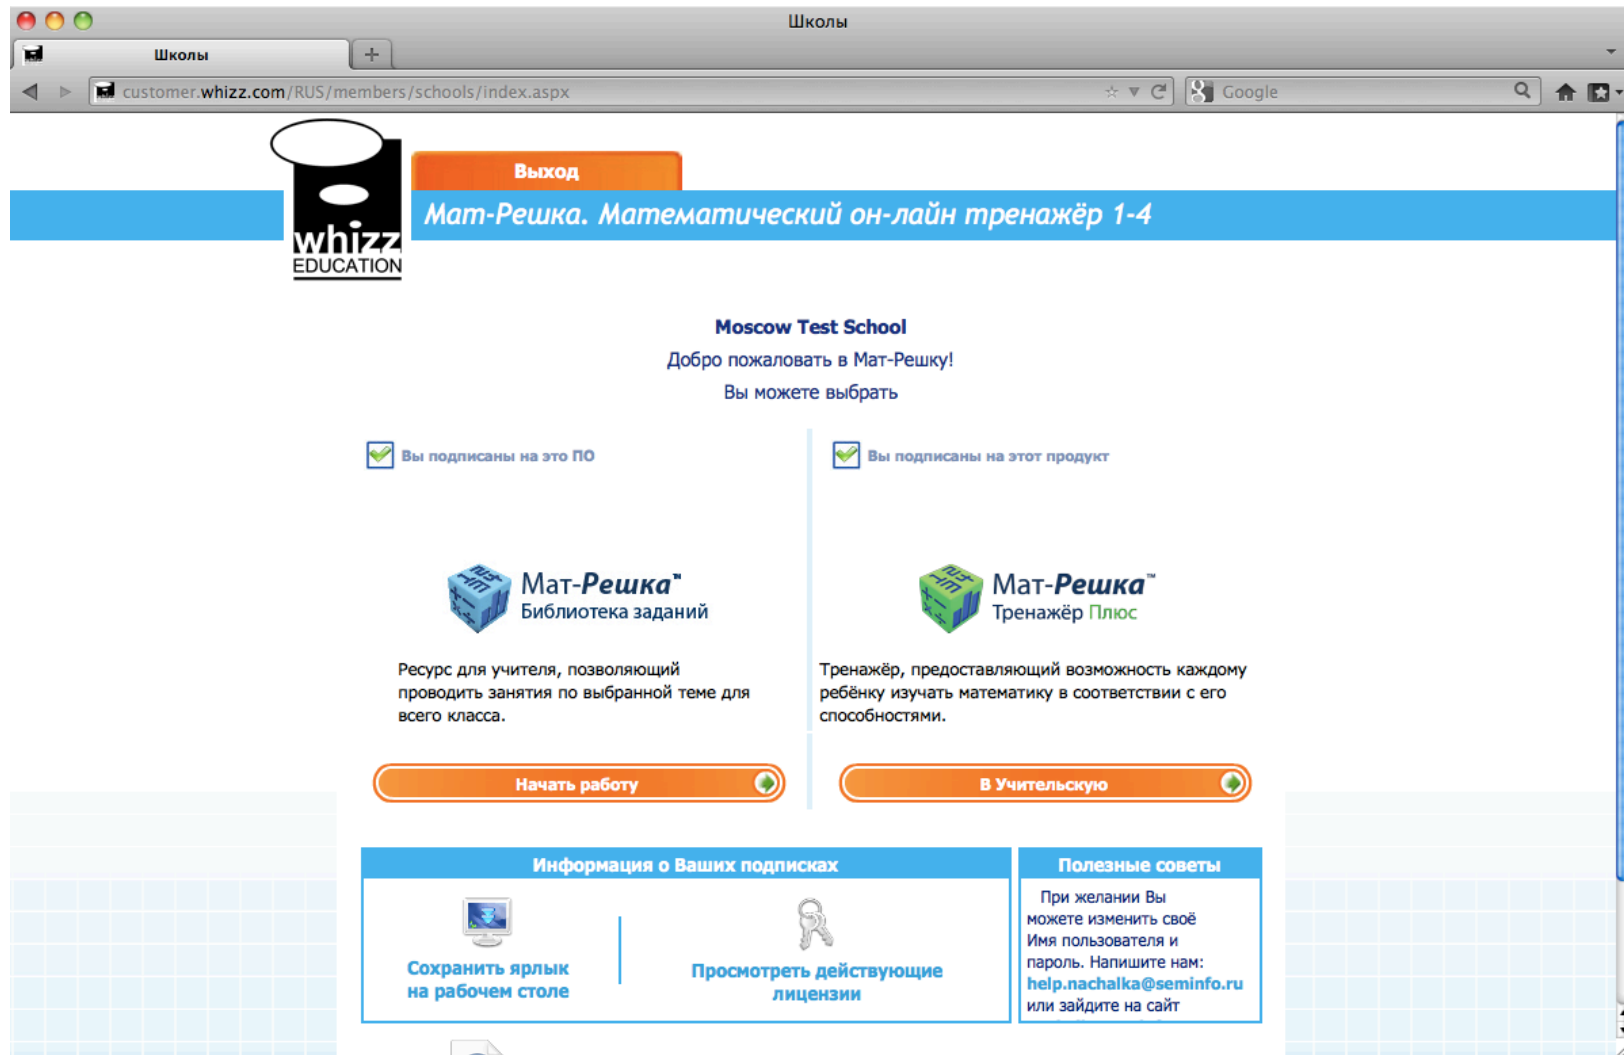 Школы
Школы
customer.whizz.com/RUS/members/schools/index.aspx
Google
Выход
Мат-Решка. Математический он-лайн тренажёр 1-4
whizz
EDUCATION
Moscow Test School
Добро пожаловать в Мат-Решку!
Вы можете выбрать
Вы подписаны на это ПО
Вы подписаны на этот продукт
Мат-Решка™
Библиотека заданий
Мат-Решка™
Тренажёр Плюс
Ресурс для учителя, позволяющий
проводить занятия по выбранной теме для
всего класса.
Тренажёр, предоставляющий возможность каждому
ребёнку изучать математику в соответствии с его
способностями.
Начать работу
В Учительскую
Информация о Ваших подписках
Сохранить ярлык
на рабочем столе
Просмотреть действующие
лицензии
Полезные советы
При желании Вы
можете изменить своё
Имя пользователя и
пароль. Напишите нам:
help.nachalka@seminfo.ru
или зайдите на сайт